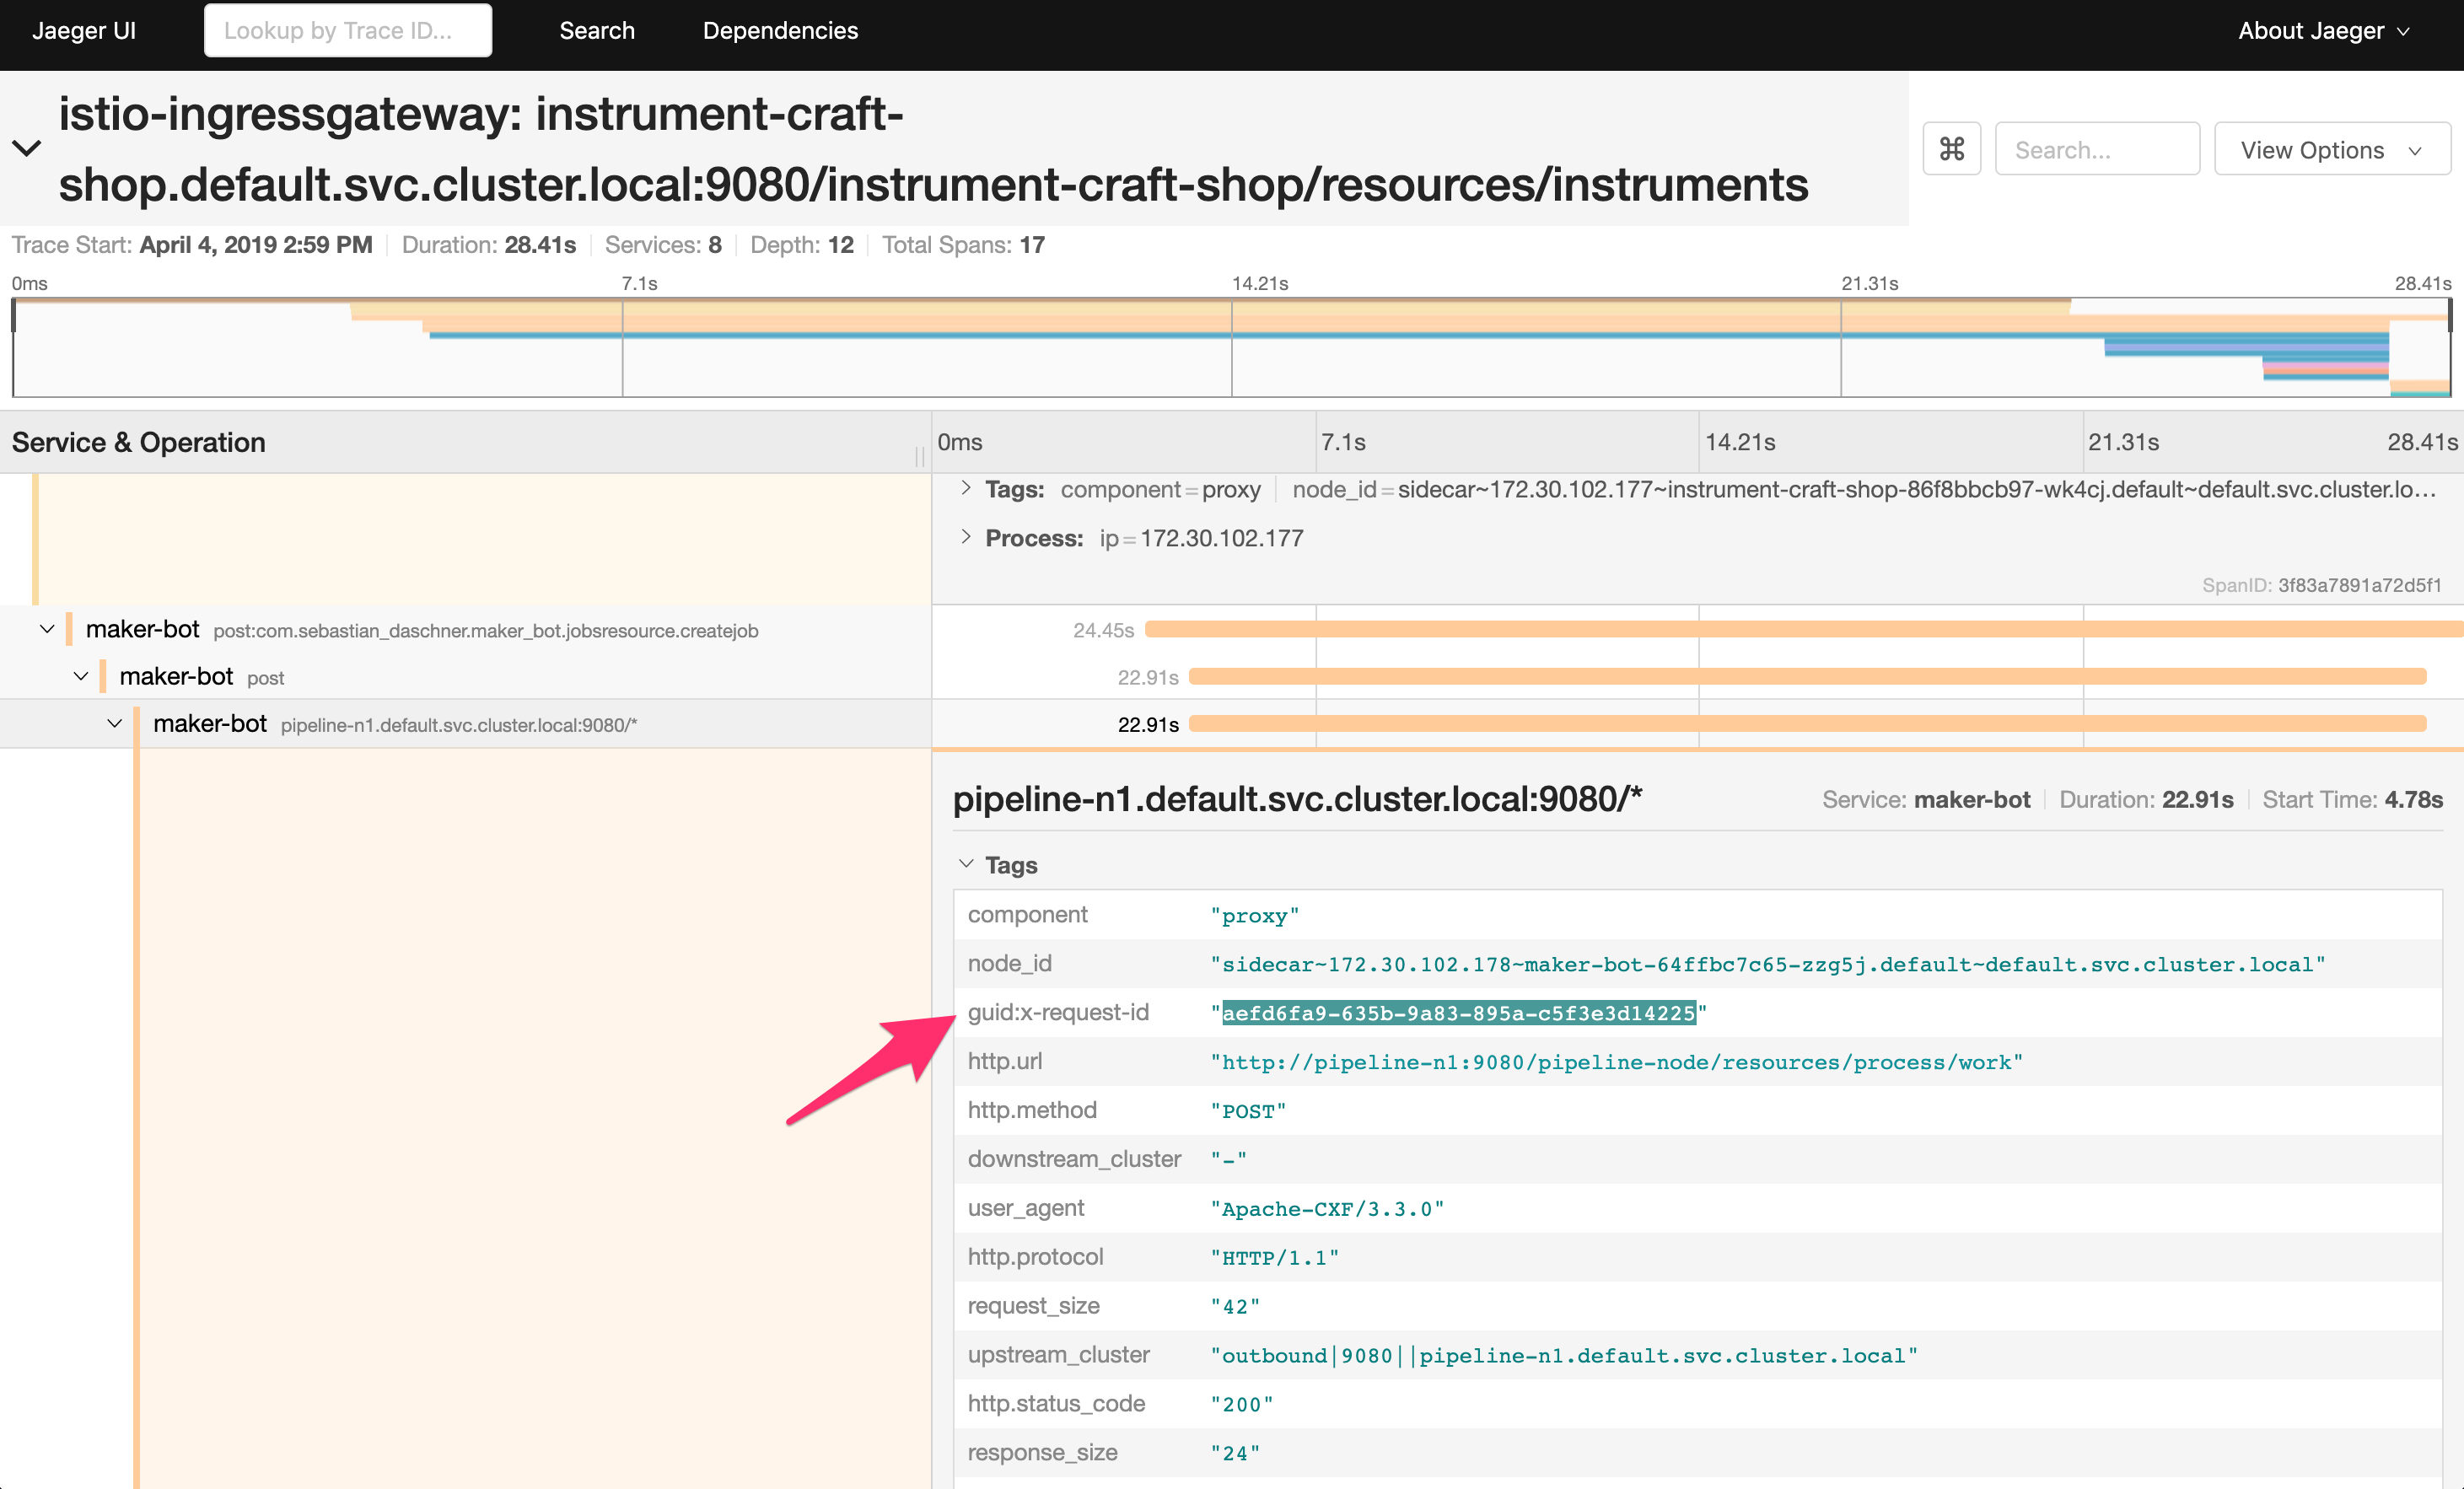 Jaeger UI Lookup by Trace ID... Search Dependencies About Jaeger
istio-ingressgateway: instrument-craft-
shop.default.svc.cluster.local:9080/instrument-craft-shop/resources/instruments
⌘ Search... View Options
Trace Start: April 4, 2019 2:59 PM Duration: 28.41s Services: 8 Depth: 12 Total Spans: 17
0ms 7.1s 14.21s 21.31s 28.41s
Service & Operation 0ms 7.1s 14.21s 21.31s 28.41s
Tags: component=proxy node_id=sidecar~172.30.102.177~instrument-craft-shop-86f8bbcb97-wk4cj.default~default.svc.cluster.lo...
Process: ip=172.30.102.177
SpanID: 3f83a7891a72d5f1
maker-bot post:com.sebastian_daschner.maker_bot.jobsresource.createjob 24.45s
maker-bot post 22.91s
maker-bot pipeline-n1.default.svc.cluster.local:9080/* 22.91s
pipeline-n1.default.svc.cluster.local:9080/* Service: maker-bot Duration: 22.91s Start Time: 4.78s
Tags
component "proxy"
node_id "sidecar~172.30.102.178~maker-bot-64ffbc7c65-zzg5j.default~default.svc.cluster.local"
guid:x-request-id "aefd6fa9-635b-9a83-895a-c5f3e3d14225"
http.url "http://pipeline-n1:9080/pipeline-node/resources/process/work"
http.method "POST"
downstream_cluster "-"
user_agent "Apache-CXF/3.3.0"
http.protocol "HTTP/1.1"
request_size "42"
upstream_cluster "outbound|9080||pipeline-n1.default.svc.cluster.local"
http.status_code "200"
response_size "24"